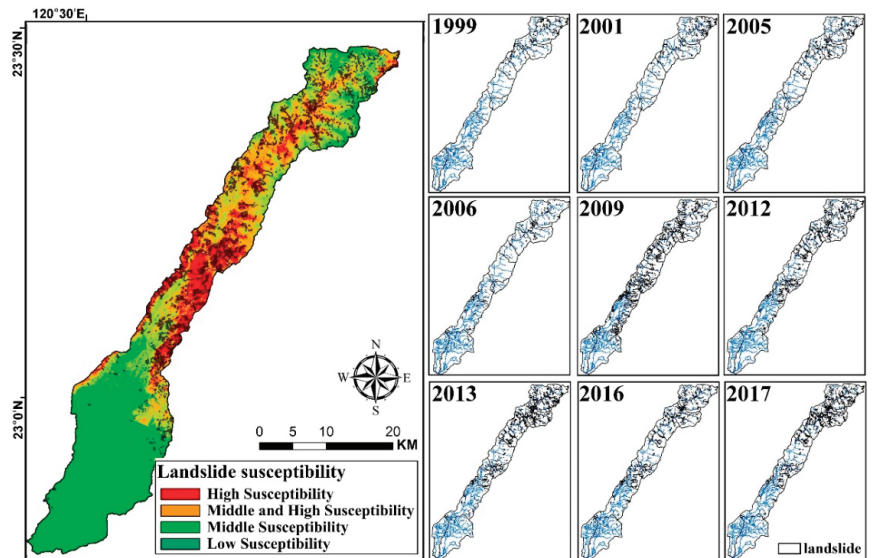 120°30′E
23°30′N
23°0′N
N
W
E
S
0 5 10 20
KM
Landslide susceptibility
High Susceptibility
Middle and High Susceptibility
Middle Susceptibility
Low Susceptibility
1999
2001
2005
2006
2009
2012
2013
2016
2017
landslide